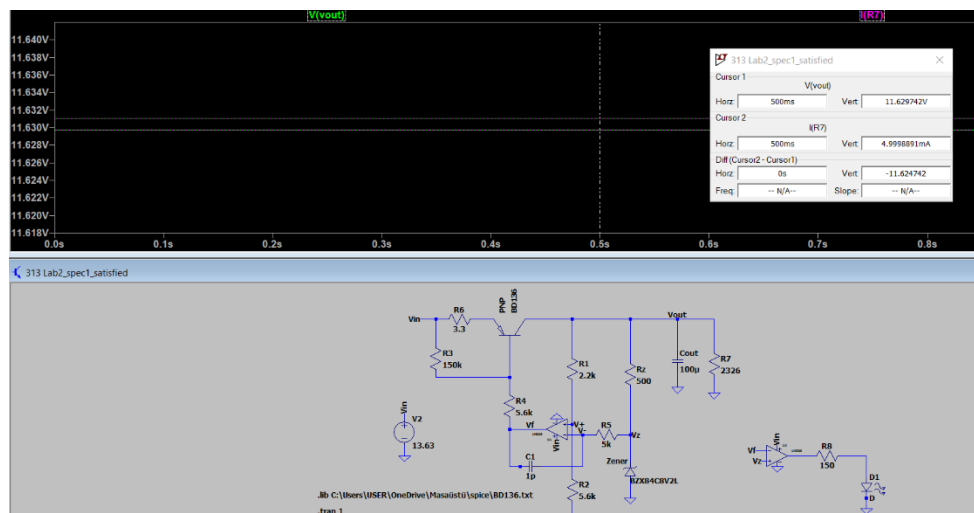 V(vout) I(R7)
11.640V
11.638V
11.636V
11.634V
11.632V
11.630V
11.628V
11.626V
11.624V
11.622V
11.620V
11.618V
0.0s 0.1s 0.2s 0.3s 0.4s 0.5s 0.6s 0.7s 0.8s
313 Lab2_spec1_satisfied
Cursor 1
V(vout)
Horz: 500ms Vert: 11.629742V
Cursor 2
I(R7)
Horz: 500ms Vert: 4.9998891mA
Diff (Cursor2 - Cursor1)
Horz: 0s Vert: -11.624742
Freq: -- N/A-- Slope: -- N/A--
313 Lab2_spec1_satisfied
PNP
BD136
Vin
R6
3.3
Vout
R3
150k
R1
2.2k
Rz
500
Cout
100µ
R7
2326
R4
5.6k
Vin
V2
13.63
Vf
V+
V-
Vin
R5
5k
Vz
C1
1p
Zener
BZX84C8V2L
R2
5.6k
Vin
Vf
Vz
R8
150
D1
D
.lib C:\Users\USER\OneDrive\Masaüstü\spice\BD136.txt
.tran 1